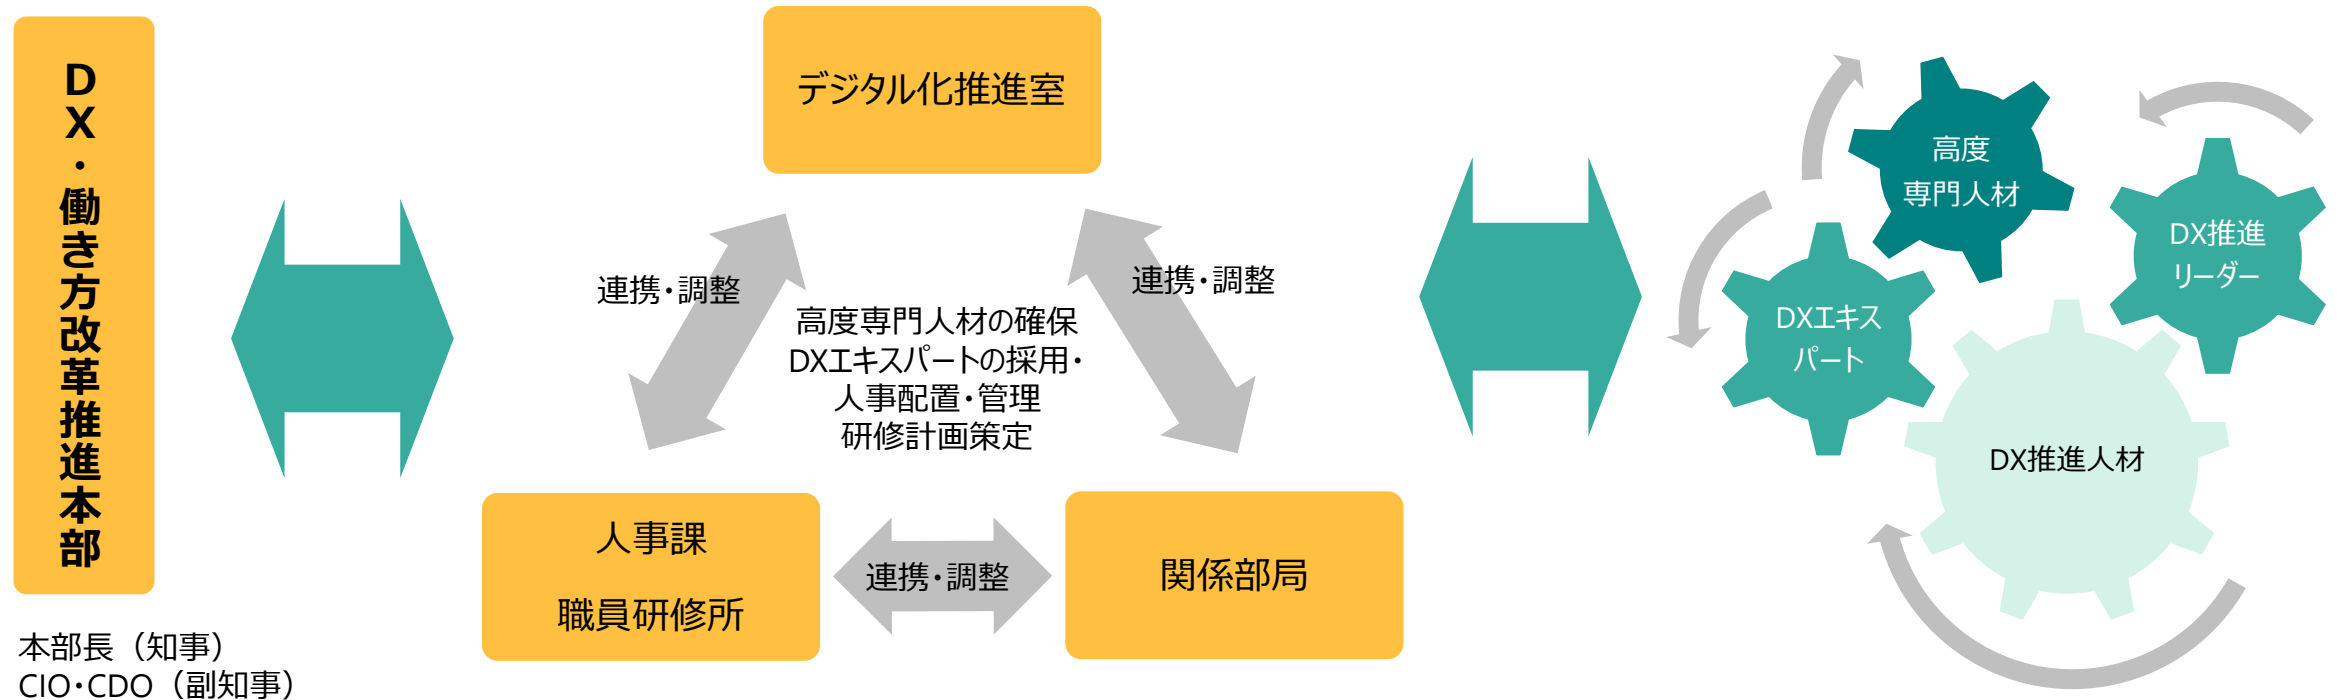 DX・働き方改革推進本部
本部長（知事）
CIO・CDO（副知事）
デジタル化推進室
連携・調整
連携・調整
高度専門人材の確保
DXエキスパートの採用・
人事配置・管理
研修計画策定
人事課
職員研修所
連携・調整
関係部局
高度
専門人材
DX推進
リーダー
DXエキス
パート
DX推進人材